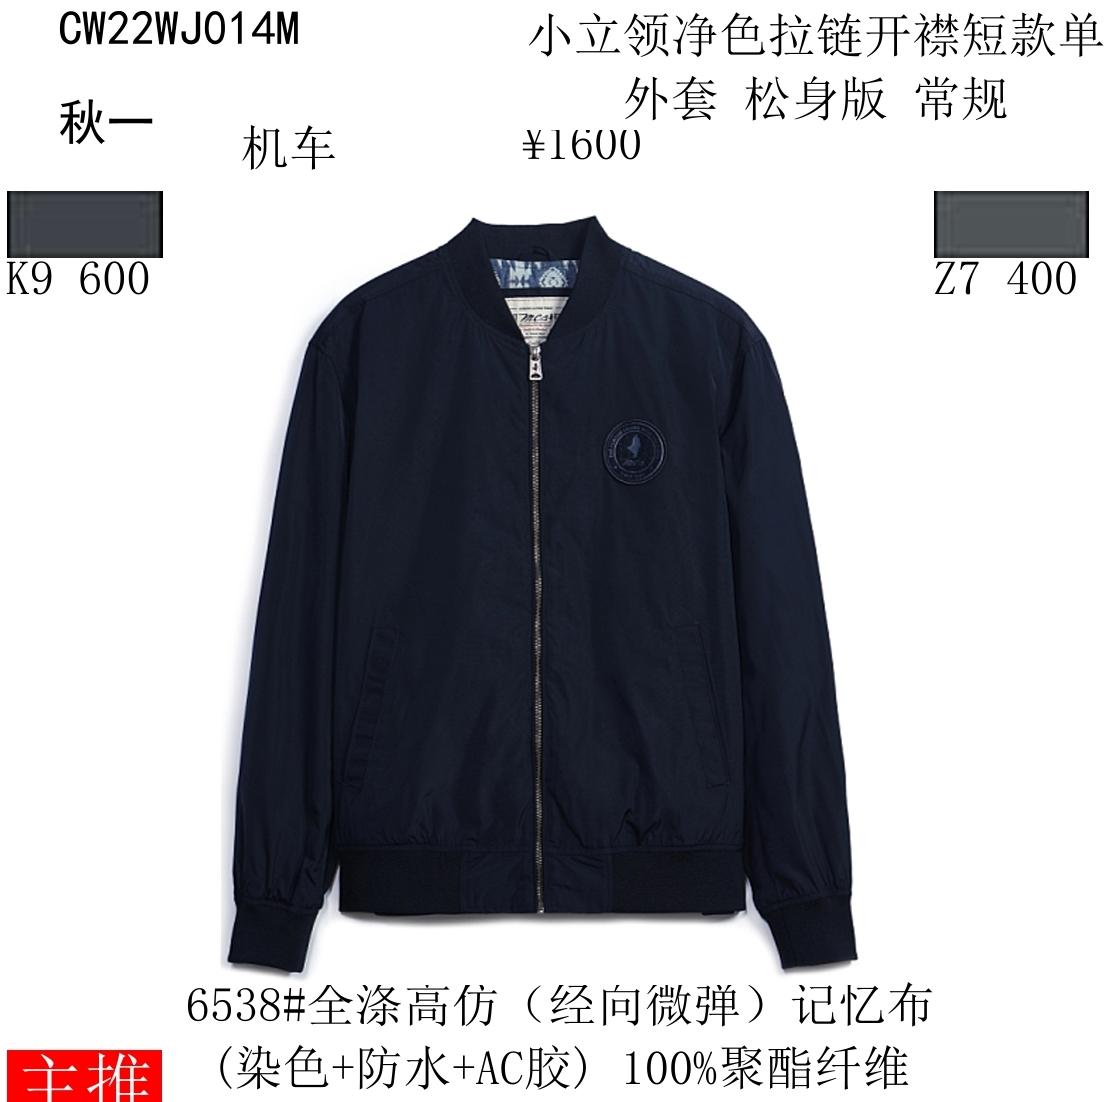 CW22WJ014M
小立领净色拉链开襟短款单
外套 松身版 常规
秋一
机车
¥1600
K9 600
Z7 400
6538#全涤高仿（经向微弹）记忆布
(染色+防水+AC胶) 100%聚酯纤维
主推